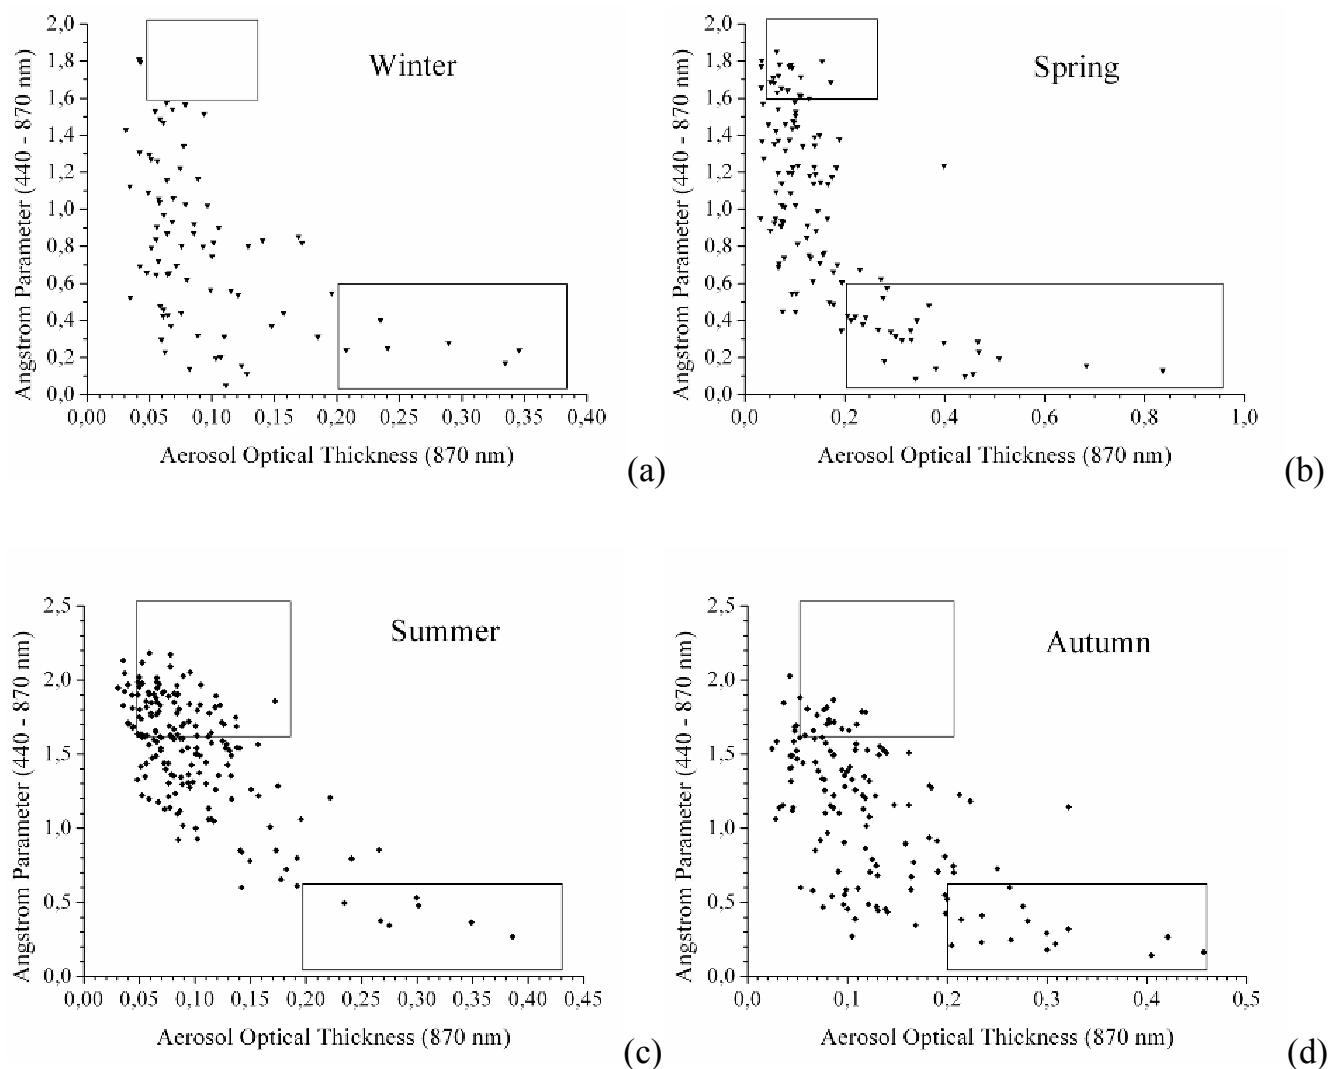 Winter
Angstrom Parameter (440 - 870 nm)
2,0
1,8
1,6
1,4
1,2
1,0
0,8
0,6
0,4
0,2
0,0
0,00 0,05 0,10 0,15 0,20 0,25 0,30 0,35 0,40
Aerosol Optical Thickness (870 nm)
(a)
Spring
Angstrom Parameter (440 - 870 nm)
2,0
1,8
1,6
1,4
1,2
1,0
0,8
0,6
0,4
0,2
0,0
0,0 0,2 0,4 0,6 0,8 1,0
Aerosol Optical Thickness (870 nm)
(b)
Summer
Angstrom Parameter (440 - 870 nm)
2,5
2,0
1,5
1,0
0,5
0,0
0,00 0,05 0,10 0,15 0,20 0,25 0,30 0,35 0,40 0,45
Aerosol Optical Thickness (870 nm)
(c)
Autumn
Angstrom Parameter (440 - 870 nm)
2,5
2,0
1,5
1,0
0,5
0,0
0,0 0,1 0,2 0,3 0,4 0,5
Aerosol Optical Thickness (870 nm)
(d)